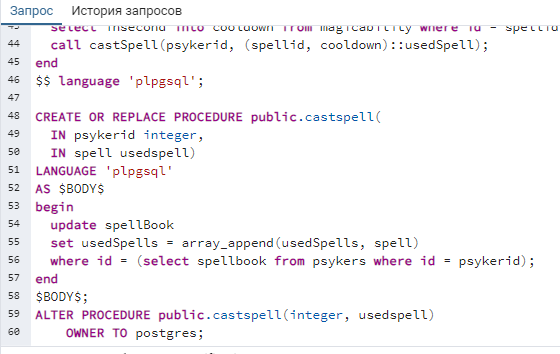 Запрос История запросов
43 select insecond into cooldown from magicability where id = spellid
44 call castSpell(psykerid, (spellid, cooldown)::usedSpell);
45 end
46 $$ language 'plpgsql';
47
48 CREATE OR REPLACE PROCEDURE public.castspell(
49 IN psykerid integer,
50 IN spell usedspell)
51 LANGUAGE 'plpgsql'
52 AS $BODY$
53 begin
54 update spellBook
55 set usedSpells = array_append(usedSpells, spell)
56 where id = (select spellbook from psykers where id = psykerid);
57 end
58 $BODY$;
59 ALTER PROCEDURE public.castspell(integer, usedspell)
60 OWNER TO postgres;